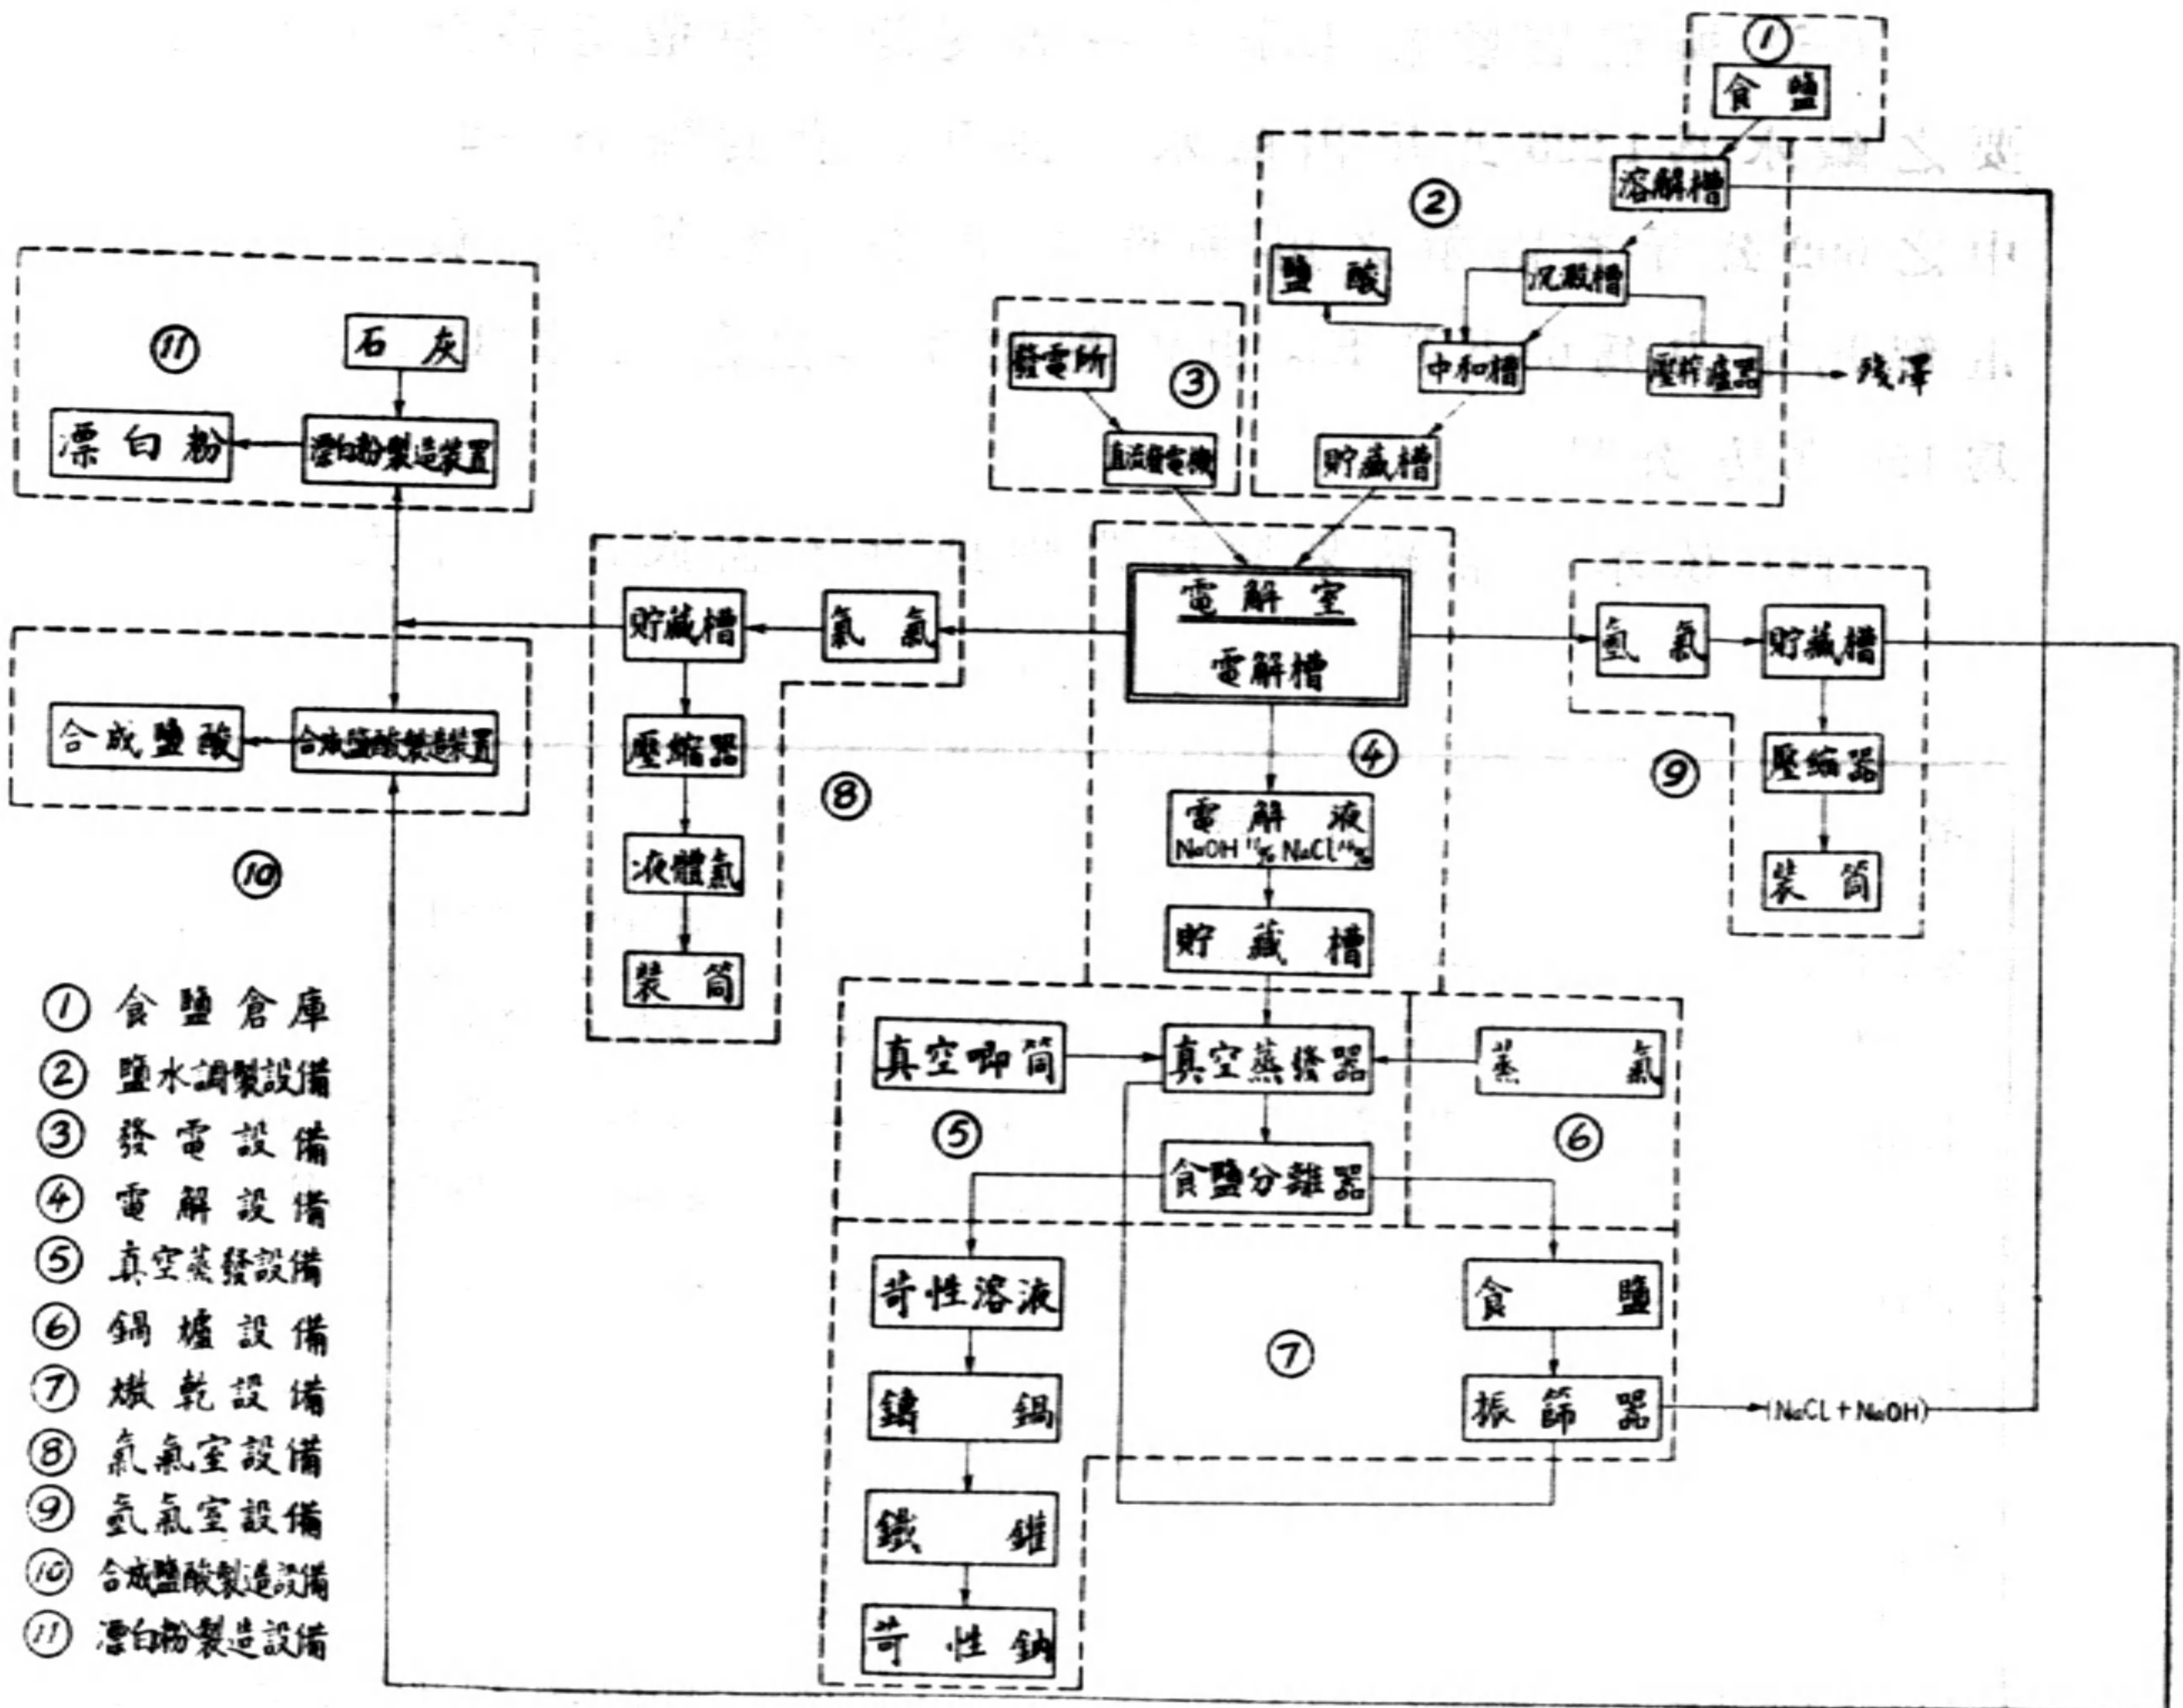 ①
食鹽
溶解槽
②
鹽酸
沉殿槽
中和槽
壓榨濾器
殘渾
貯藏槽
發電所
③
直流發電機
⑪
石灰
漂白粉
漂白粉製造裝置
電解室
電解槽
④
電解液
NaOH 11% NaCl
貯藏槽
氯氣
貯藏槽
壓縮器
液體氯
裝筒
⑧
氫氣
貯藏槽
壓縮器
裝筒
⑨
合成鹽酸
合成鹽酸製造裝置
⑩
真空唧筒
真空蒸發器
蒸氣
⑤
⑥
食鹽分離器
苛性溶液
食鹽
⑦
鑄鍋
振篩器
(NaCL + NaOH)
鐵錐
苛性鈉
① 食鹽倉庫
② 鹽水調製設備
③ 發電設備
④ 電解設備
⑤ 真空蒸發設備
⑥ 鍋爐設備
⑦ 燉乾設備
⑧ 氯氣室設備
⑨ 氫氣室設備
⑩ 合成鹽酸製造設備
⑪ 漂白粉製造設備